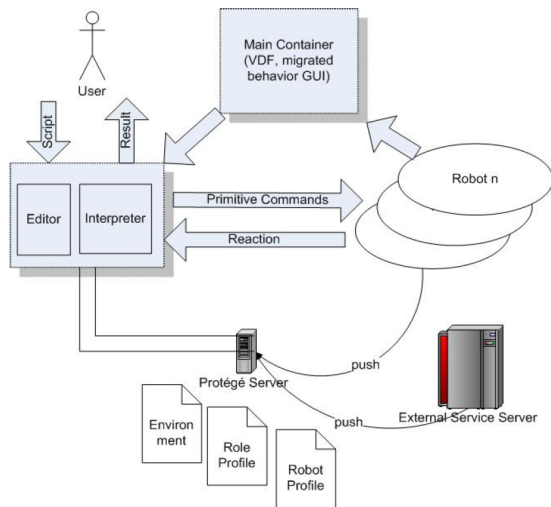 Main Container
(VDF, migrated
behavior GUI)
User
Script
Result
Robot n
Editor
Interpreter
Primitive Commands
Reaction
push
Protégé Server
push
External Service Server
Environ
ment
Role
Profile
Robot
Profile